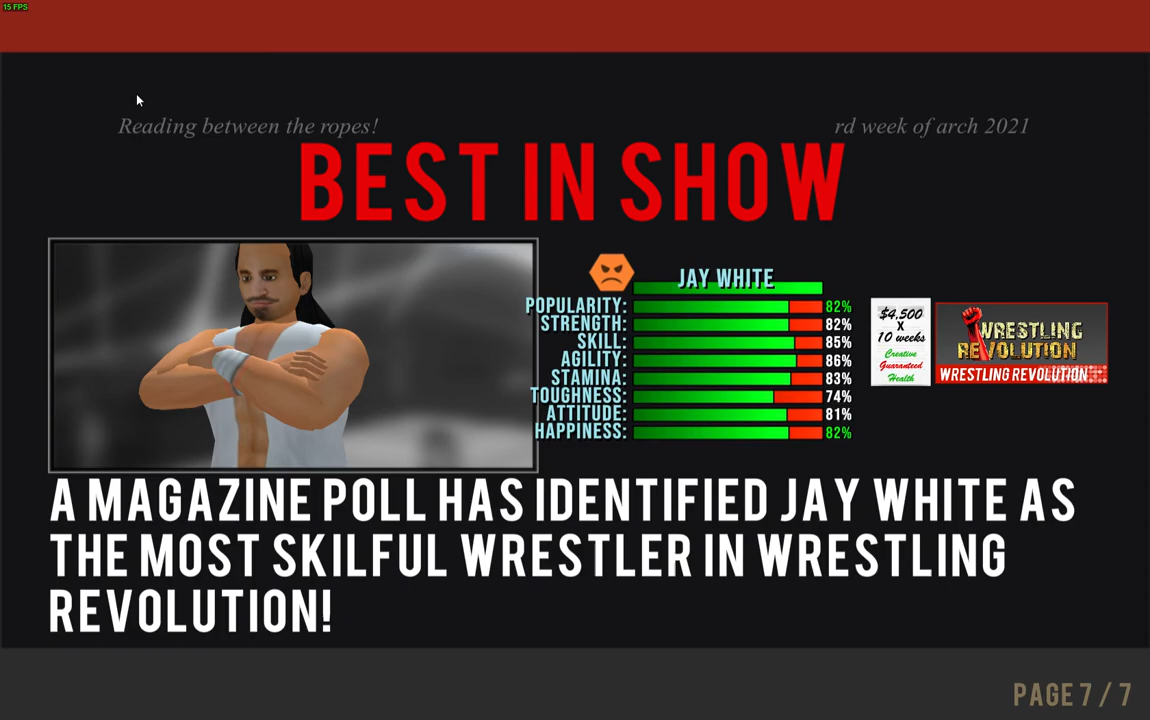 15 FPS
Reading between the ropes!
rd week of arch 2021
BEST IN SHOW
JAY WHITE
POPULARITY: 82%
STRENGTH: 82%
SKILL: 85%
AGILITY: 86%
STAMINA: 83%
TOUGHNESS: 74%
ATTITUDE: 81%
HAPPINESS: 82%
$4,500
X
10 weeks
Creative
Guaranteed
Health
WRESTLING
REVOLUTION
WRESTLING REVOLUTION
A MAGAZINE POLL HAS IDENTIFIED JAY WHITE AS
THE MOST SKILFUL WRESTLER IN WRESTLING
REVOLUTION!
PAGE 7 / 7